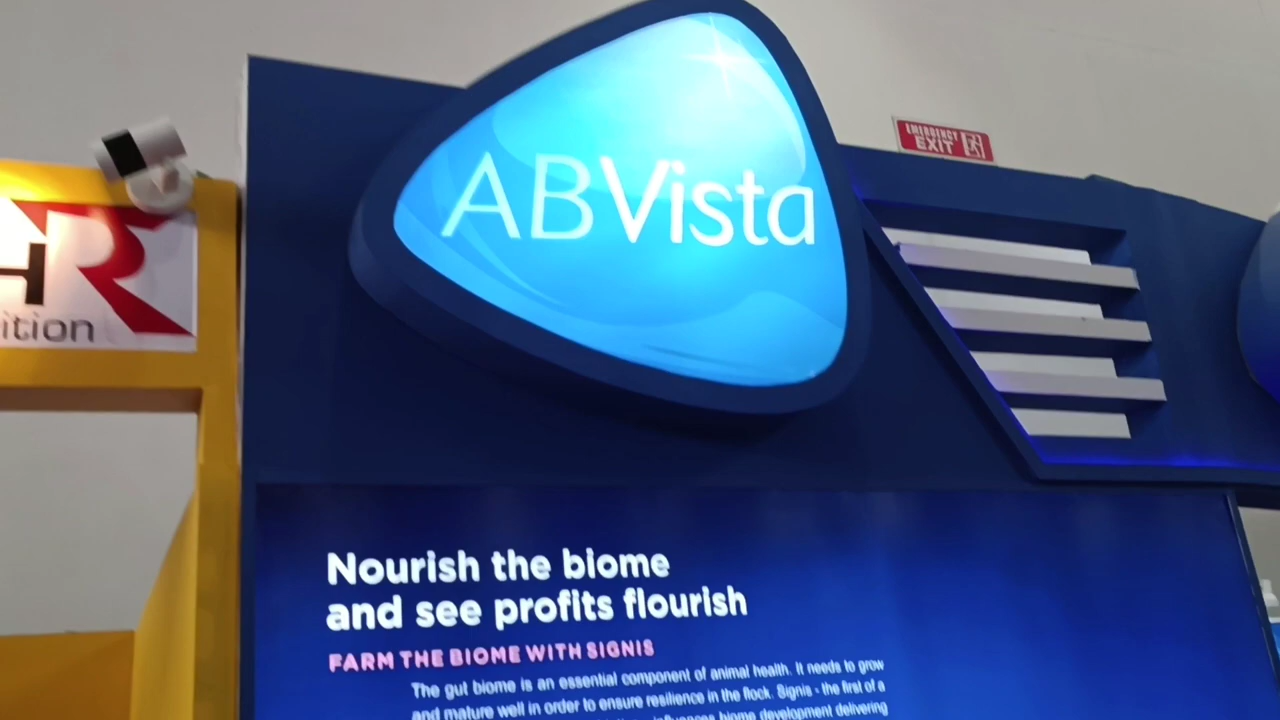 ABVista
EMERGENCY
EXIT
HR
ition
Nourish the biome
and see profits flourish
FARM THE BIOME WITH SIGNIS
The gut biome is an essential component of animal health. It needs to grow
and mature well in order to ensure resilience in the flock. Signis - the first of a
influences biome development delivering